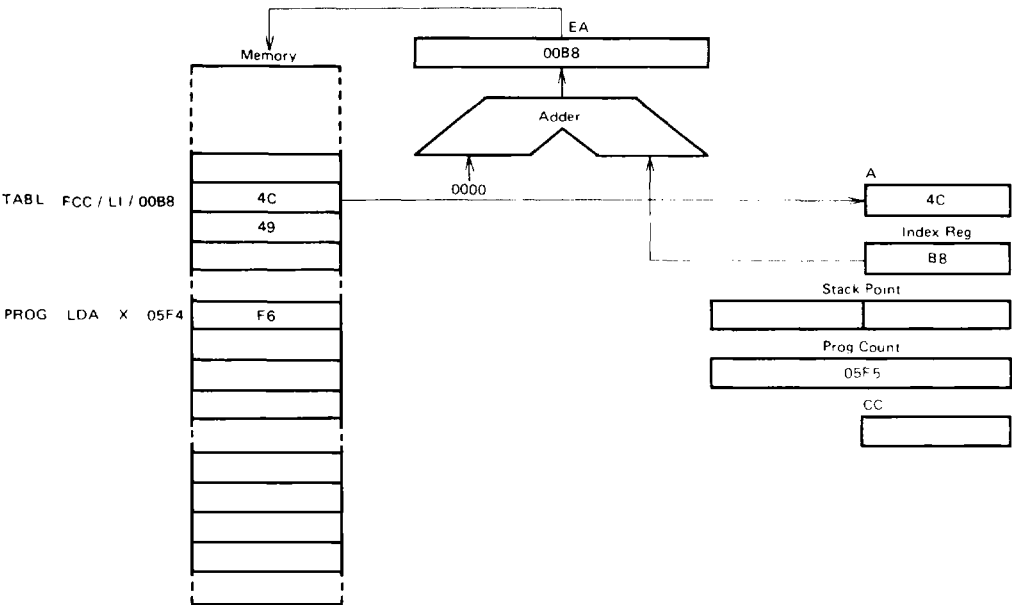 EA
00B8
Memory
Adder
0000
A
TABL FCC / LI / 00B8 4C 4C
49
Index Reg
B8
Stack Point
PROG LDA X 05F4 F6
Prog Count
05F5
CC